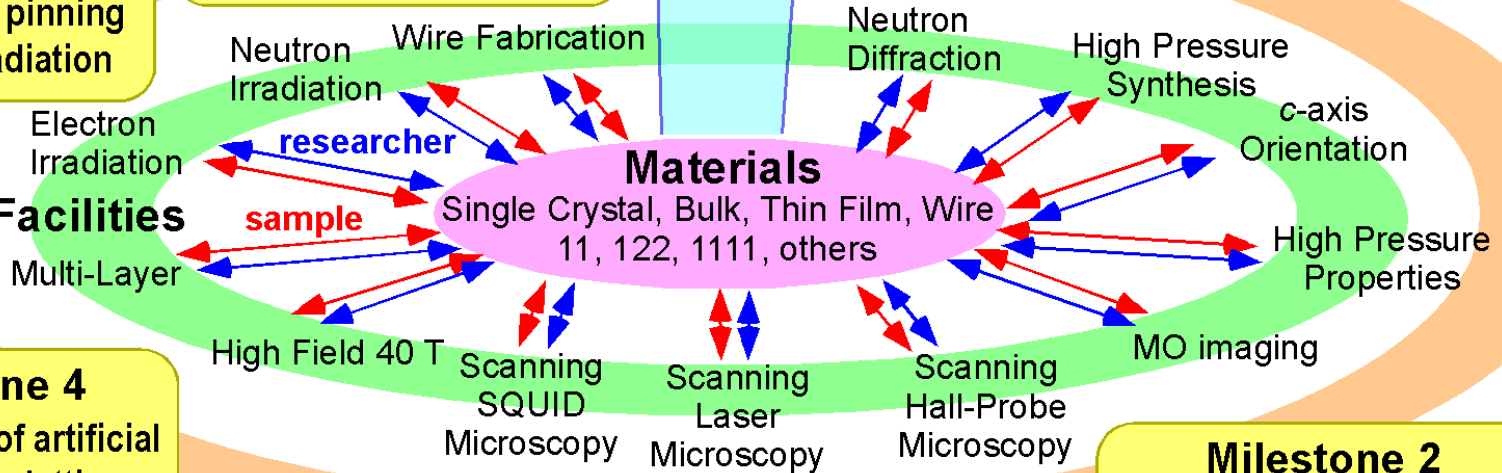 pinning
Neutron
Diffraction
Wire Fabrication
Neutron
Irradiation
High Pressure
Synthesis
c-axis
Orientation
Electron
Irradiation
researcher
Materials
Single Crystal, Bulk, Thin Film, Wire
11, 122, 1111, others
Facilities
sample
Multi-Layer
High Pressure
Properties
High Field 40 T
Scanning
SQUID
Microscopy
Scanning
Laser
Microscopy
Scanning
Hall-Probe
Microscopy
MO imaging
4
of artificial
Milestone 2